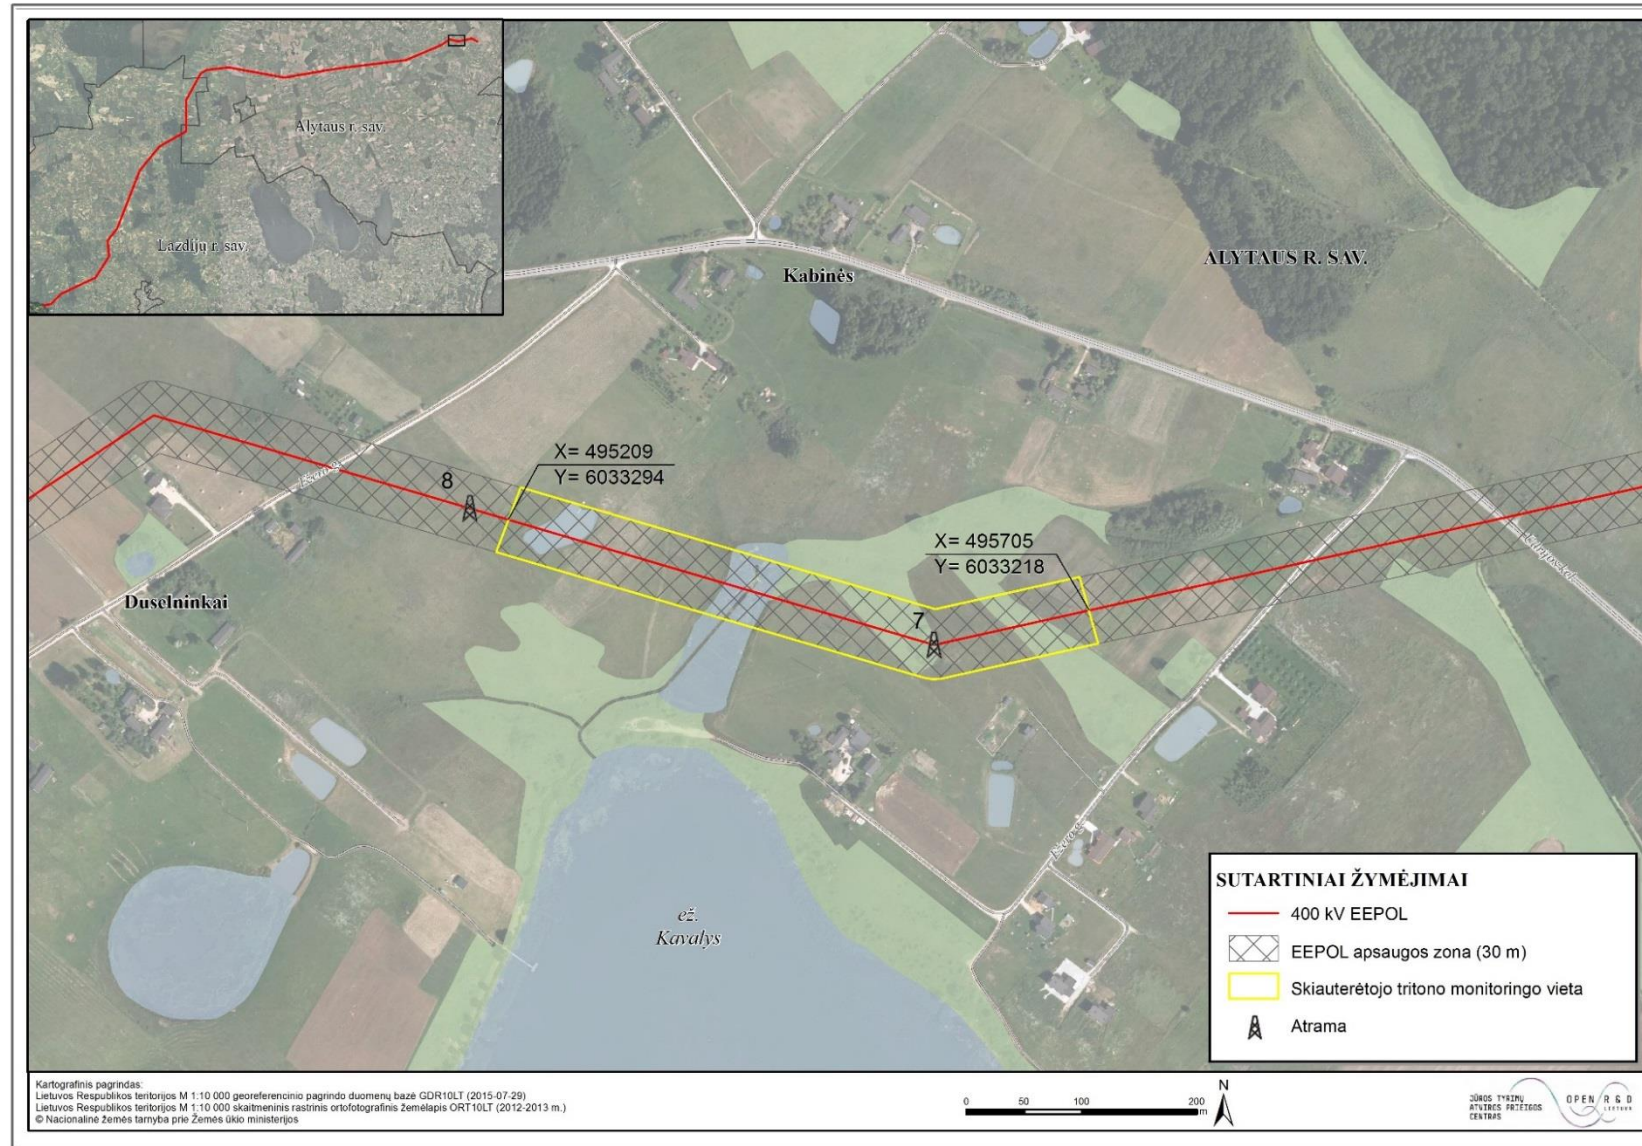 Alytaus r. sav.
Lazdijų r. sav.
ALYTAUS R. SAV.
Kabinės
X= 495209
Y= 6033294
8
Ežero g.
X= 495705
Y= 6033218
7
Duselninkai
Ežero g.
ež.
Kavalys
SUTARTINIAI ŽYMĖJIMAI
400 kV EEPOL
EEPOL apsaugos zona (30 m)
Skiauterėtojo tritono monitoringo vieta
Atrama
Kartografinis pagrindas:
Lietuvos Respublikos teritorijos M 1:10 000 georeferencinio pagrindo duomenų bazė GDR10LT (2015-07-29)
Lietuvos Respublikos teritorijos M 1:10 000 skaitmeninis rastrinis ortofotografinis žemėlapis ORT10LT (2012-2013 m.)
© Nacionalinė žemės tarnyba prie Žemės ūkio ministerijos
0 50 100 200
m
N
JŪROS TYRIMŲ
ATVIROS PRIEIGOS
CENTRAS
OPEN R & D
LIETUVA